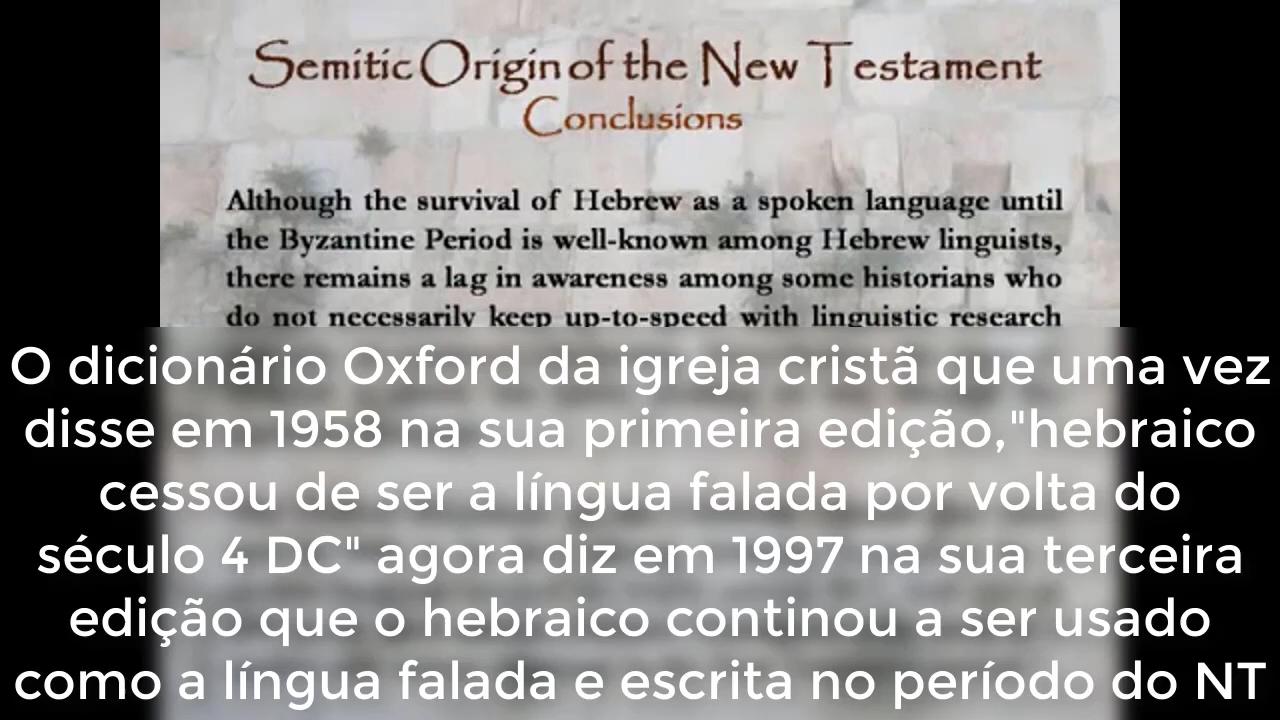 Semitic Origin of the New Testament
Conclusions
Although the survival of Hebrew as a spoken language until
the Byzantine Period is well-known among Hebrew linguists,
there remains a lag in awareness among some historians who
do not necessarily keep up-to-speed with linguistic research
O dicionário Oxford da igreja cristã que uma vez
disse em 1958 na sua primeira edição,"hebraico
cessou de ser a língua falada por volta do
século 4 DC" agora diz em 1997 na sua terceira
edição que o hebraico continou a ser usado
como a língua falada e escrita no período do NT